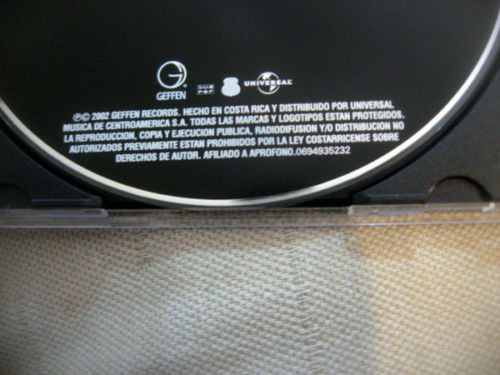 GEFFEN
SUB
POP
UNIVERSAL
℗© 2002 GEFFEN RECORDS. HECHO EN COSTA RICA Y DISTRIBUIDO POR UNIVERSAL
MUSICA DE CENTROAMERICA S.A. TODAS LAS MARCAS Y LOGOTIPOS ESTAN PROTEGIDOS.
LA REPRODUCCION, COPIA Y EJECUCION PUBLICA, RADIODIFUSION Y/O DISTRIBUCION NO
AUTORIZADOS PREVIAMENTE ESTAN PROHIBIDOS POR LA LEY COSTARRICENSE SOBRE
DERECHOS DE AUTOR. AFILIADO A APROFONO.0694935232